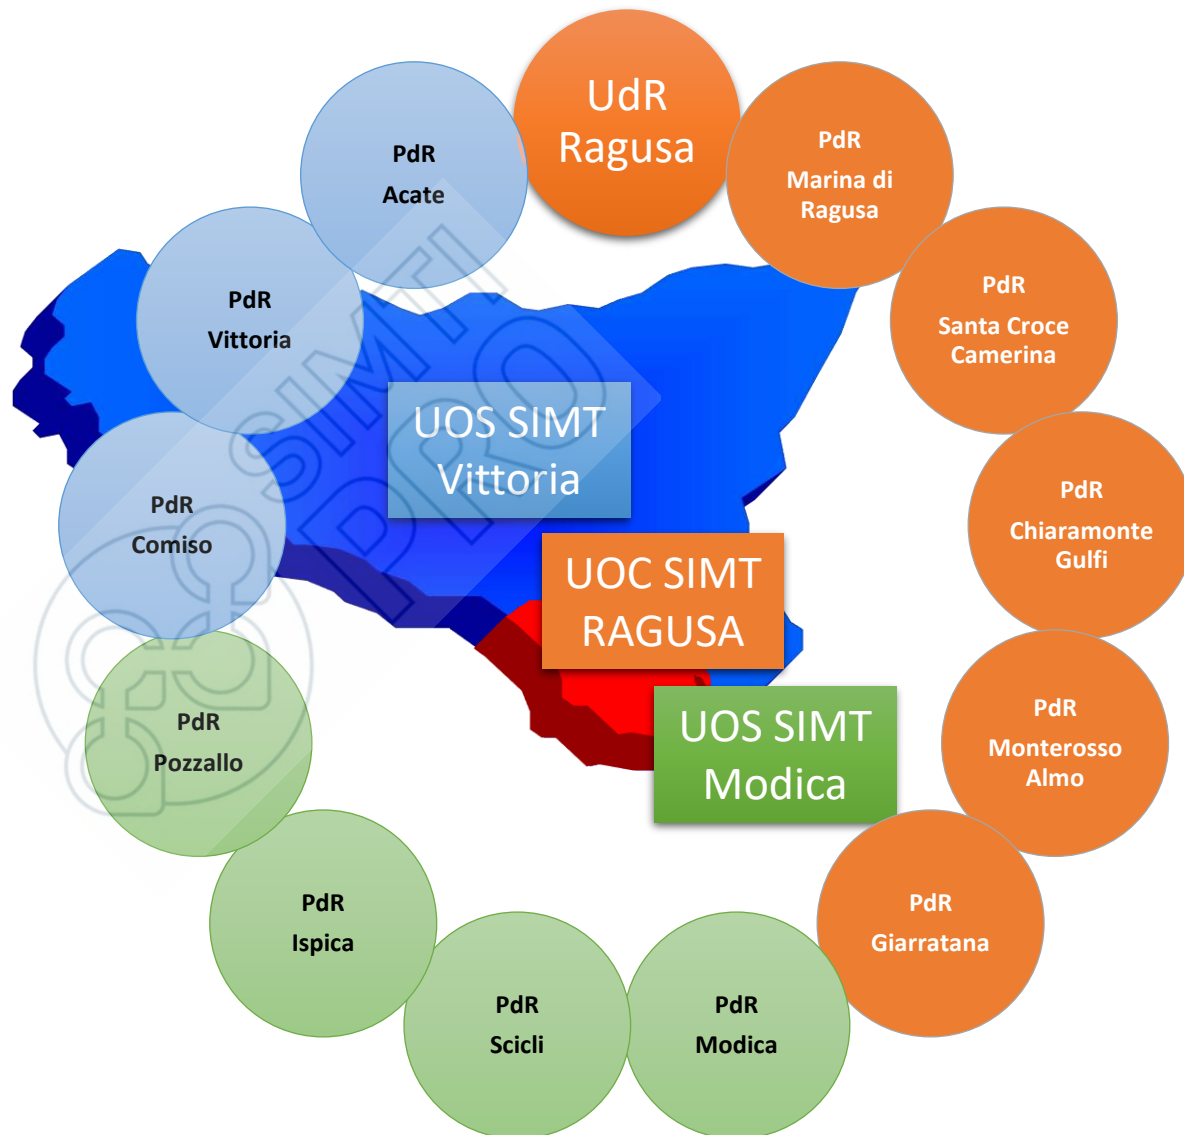 UdR
Ragusa
PdR
Marina di
Ragusa
PdR
Santa Croce
Camerina
PdR
Chiaramonte
Gulfi
PdR
Monterosso
Almo
PdR
Giarratana
PdR
Modica
PdR
Scicli
PdR
Ispica
PdR
Pozzallo
PdR
Comiso
PdR
Vittoria
PdR
Acate
UOS SIMT
Vittoria
UOC SIMT
RAGUSA
UOS SIMT
Modica
SIMTI
PRO